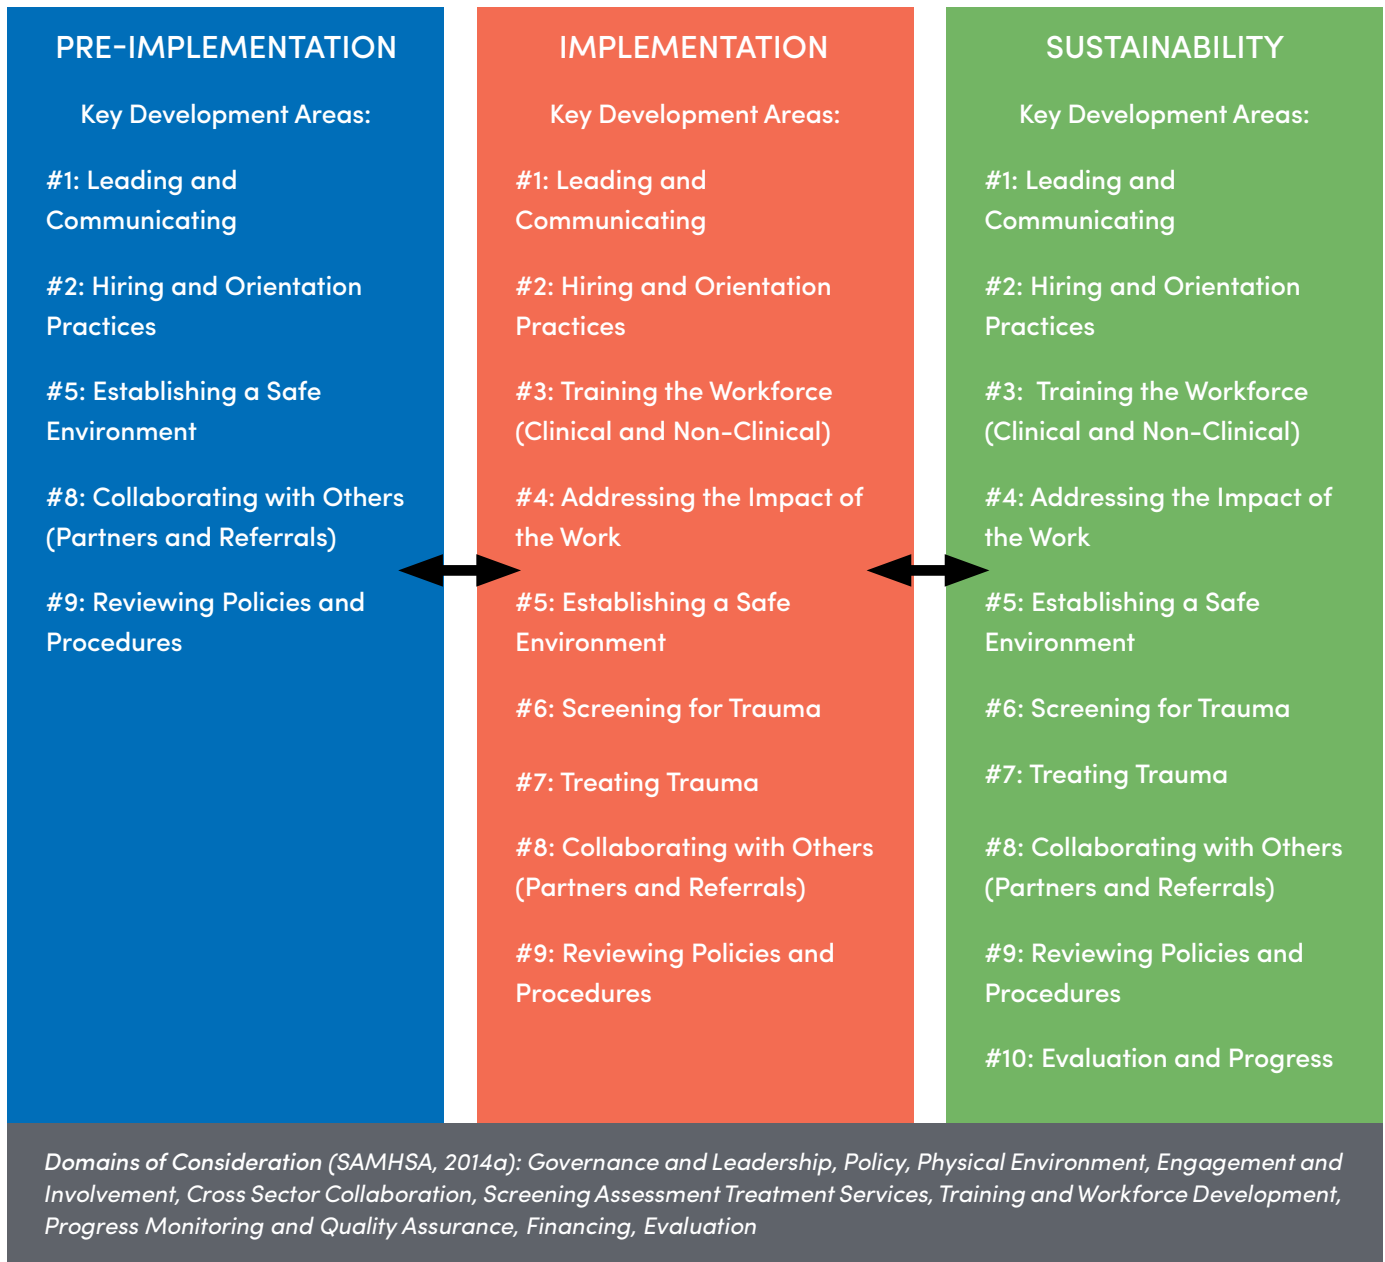 PRE-IMPLEMENTATION
Key Development Areas:
#1: Leading and
Communicating
#2: Hiring and Orientation
Practices
#5: Establishing a Safe
Environment
#8: Collaborating with Others
(Partners and Referrals)
#9: Reviewing Policies and
Procedures
IMPLEMENTATION
Key Development Areas:
#1: Leading and
Communicating
#2: Hiring and Orientation
Practices
#3: Training the Workforce
(Clinical and Non-Clinical)
#4: Addressing the Impact of
the Work
#5: Establishing a Safe
Environment
#6: Screening for Trauma
#7: Treating Trauma
#8: Collaborating with Others
(Partners and Referrals)
#9: Reviewing Policies and
Procedures
SUSTAINABILITY
Key Development Areas:
#1: Leading and
Communicating
#2: Hiring and Orientation
Practices
#3: Training the Workforce
(Clinical and Non-Clinical)
#4: Addressing the Impact of
the Work
#5: Establishing a Safe
Environment
#6: Screening for Trauma
#7: Treating Trauma
#8: Collaborating with Others
(Partners and Referrals)
#9: Reviewing Policies and
Procedures
#10: Evaluation and Progress
Domains of Consideration (SAMHSA, 2014a): Governance and Leadership, Policy, Physical Environment, Engagement and
Involvement, Cross Sector Collaboration, Screening Assessment Treatment Services, Training and Workforce Development,
Progress Monitoring and Quality Assurance, Financing, Evaluation